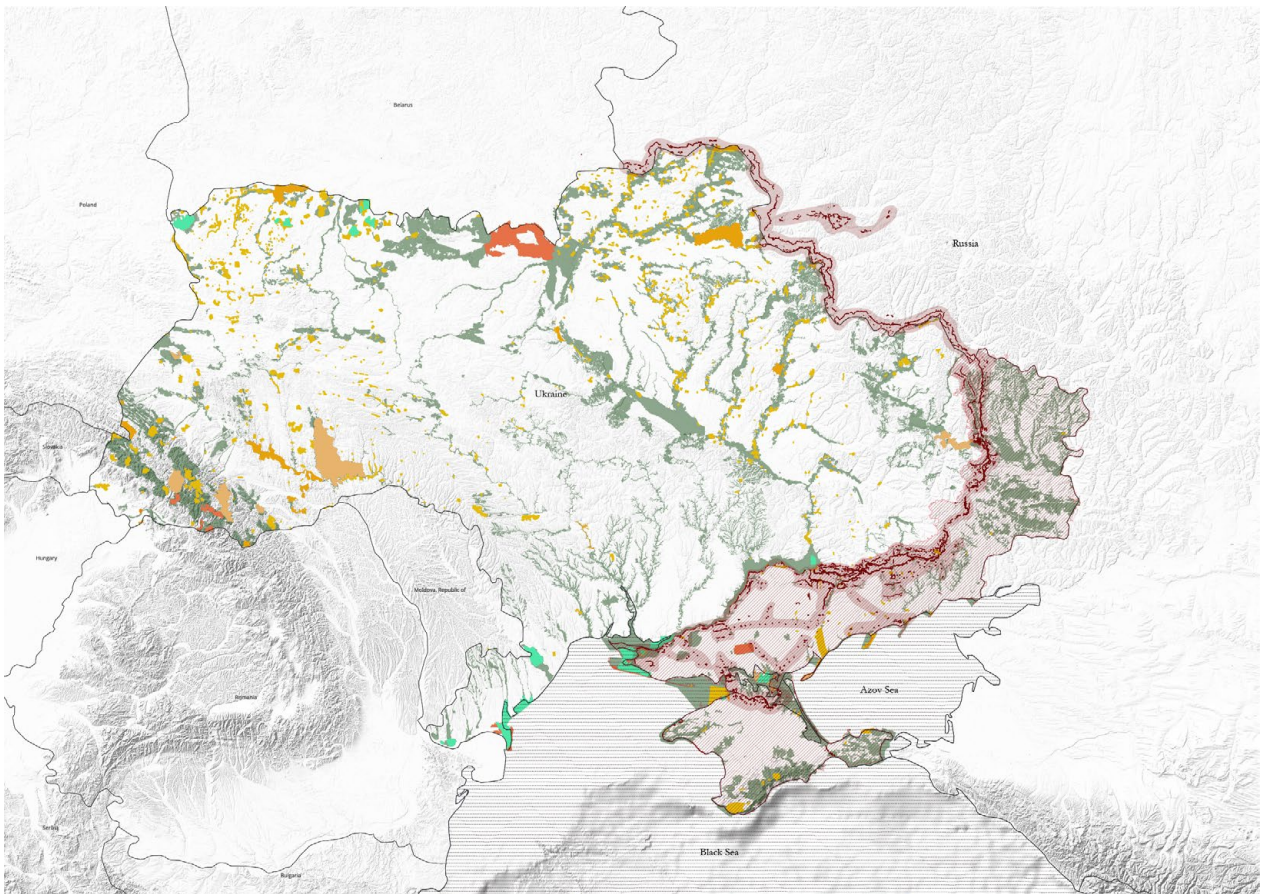 Belarus
Poland
Russia
Ukraine
Slovakia
Hungary
Moldova, Republic of
Romania
Azov Sea
Serbia
Black Sea
Bulgaria